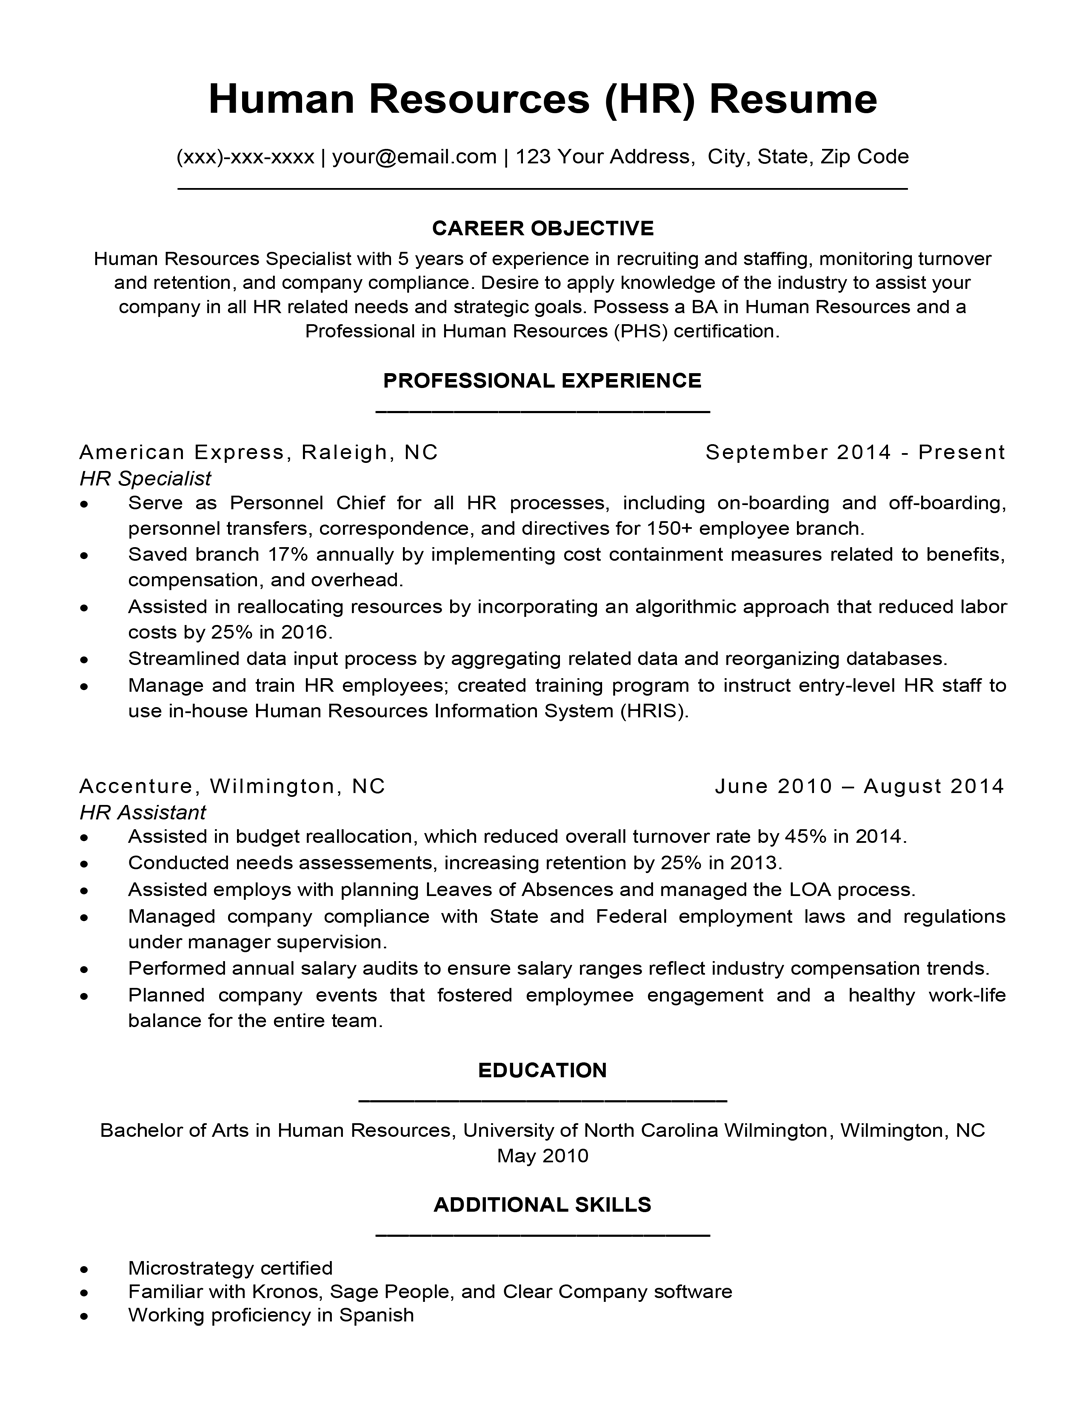 Human Resources (HR) Resume
(xxx)-xxx-xxxx | your@email.com | 123 Your Address, City, State, Zip Code
CAREER OBJECTIVE
Human Resources Specialist with 5 years of experience in recruiting and staffing, monitoring turnover
and retention, and company compliance. Desire to apply knowledge of the industry to assist your
company in all HR related needs and strategic goals. Possess a BA in Human Resources and a
Professional in Human Resources (PHS) certification.
PROFESSIONAL EXPERIENCE
American Express, Raleigh, NC September 2014 - Present
HR Specialist
• Serve as Personnel Chief for all HR processes, including on-boarding and off-boarding,
personnel transfers, correspondence, and directives for 150+ employee branch.
• Saved branch 17% annually by implementing cost containment measures related to benefits,
compensation, and overhead.
• Assisted in reallocating resources by incorporating an algorithmic approach that reduced labor
costs by 25% in 2016.
• Streamlined data input process by aggregating related data and reorganizing databases.
• Manage and train HR employees; created training program to instruct entry-level HR staff to
use in-house Human Resources Information System (HRIS).
Accenture, Wilmington, NC June 2010 – August 2014
HR Assistant
• Assisted in budget reallocation, which reduced overall turnover rate by 45% in 2014.
• Conducted needs assessements, increasing retention by 25% in 2013.
• Assisted employs with planning Leaves of Absences and managed the LOA process.
• Managed company compliance with State and Federal employment laws and regulations
under manager supervision.
• Performed annual salary audits to ensure salary ranges reflect industry compensation trends.
• Planned company events that fostered employmee engagement and a healthy work-life
balance for the entire team.
EDUCATION
Bachelor of Arts in Human Resources, University of North Carolina Wilmington, Wilmington, NC
May 2010
ADDITIONAL SKILLS
• Microstrategy certified
• Familiar with Kronos, Sage People, and Clear Company software
• Working proficiency in Spanish